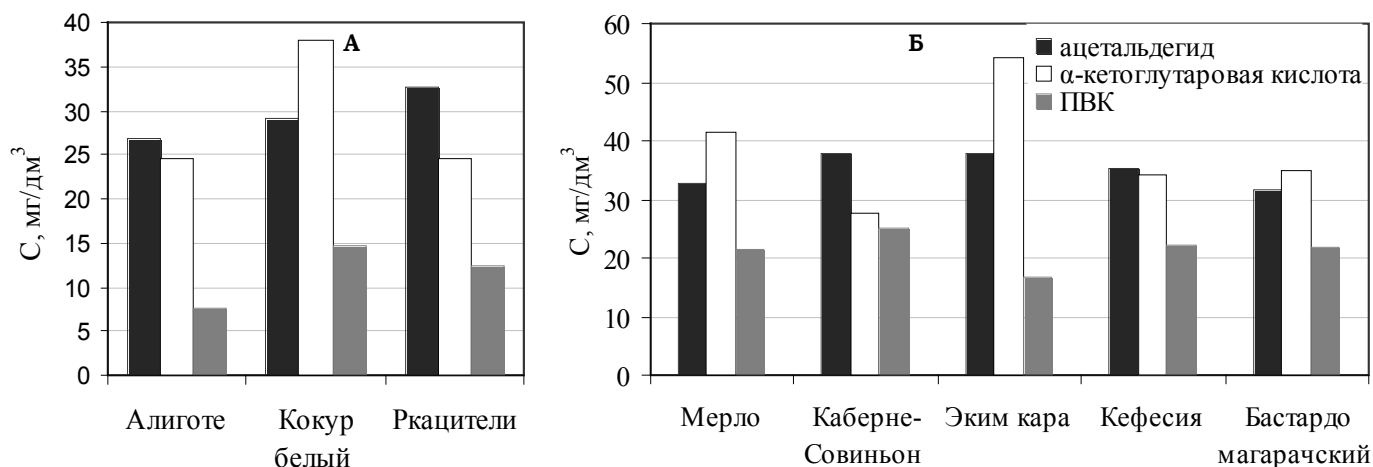 А
С, мг/дм³
40
35
30
25
20
15
10
5
0
Алиготе
Кокур
белый
Ркацители
Б
ацетальдегид
α-кетоглутаровая кислота
ПВК
С, мг/дм³
60
50
40
30
20
10
0
Мерло
Каберне-
Совиньон
Эким кара
Кефесия
Бастардо
магарачский